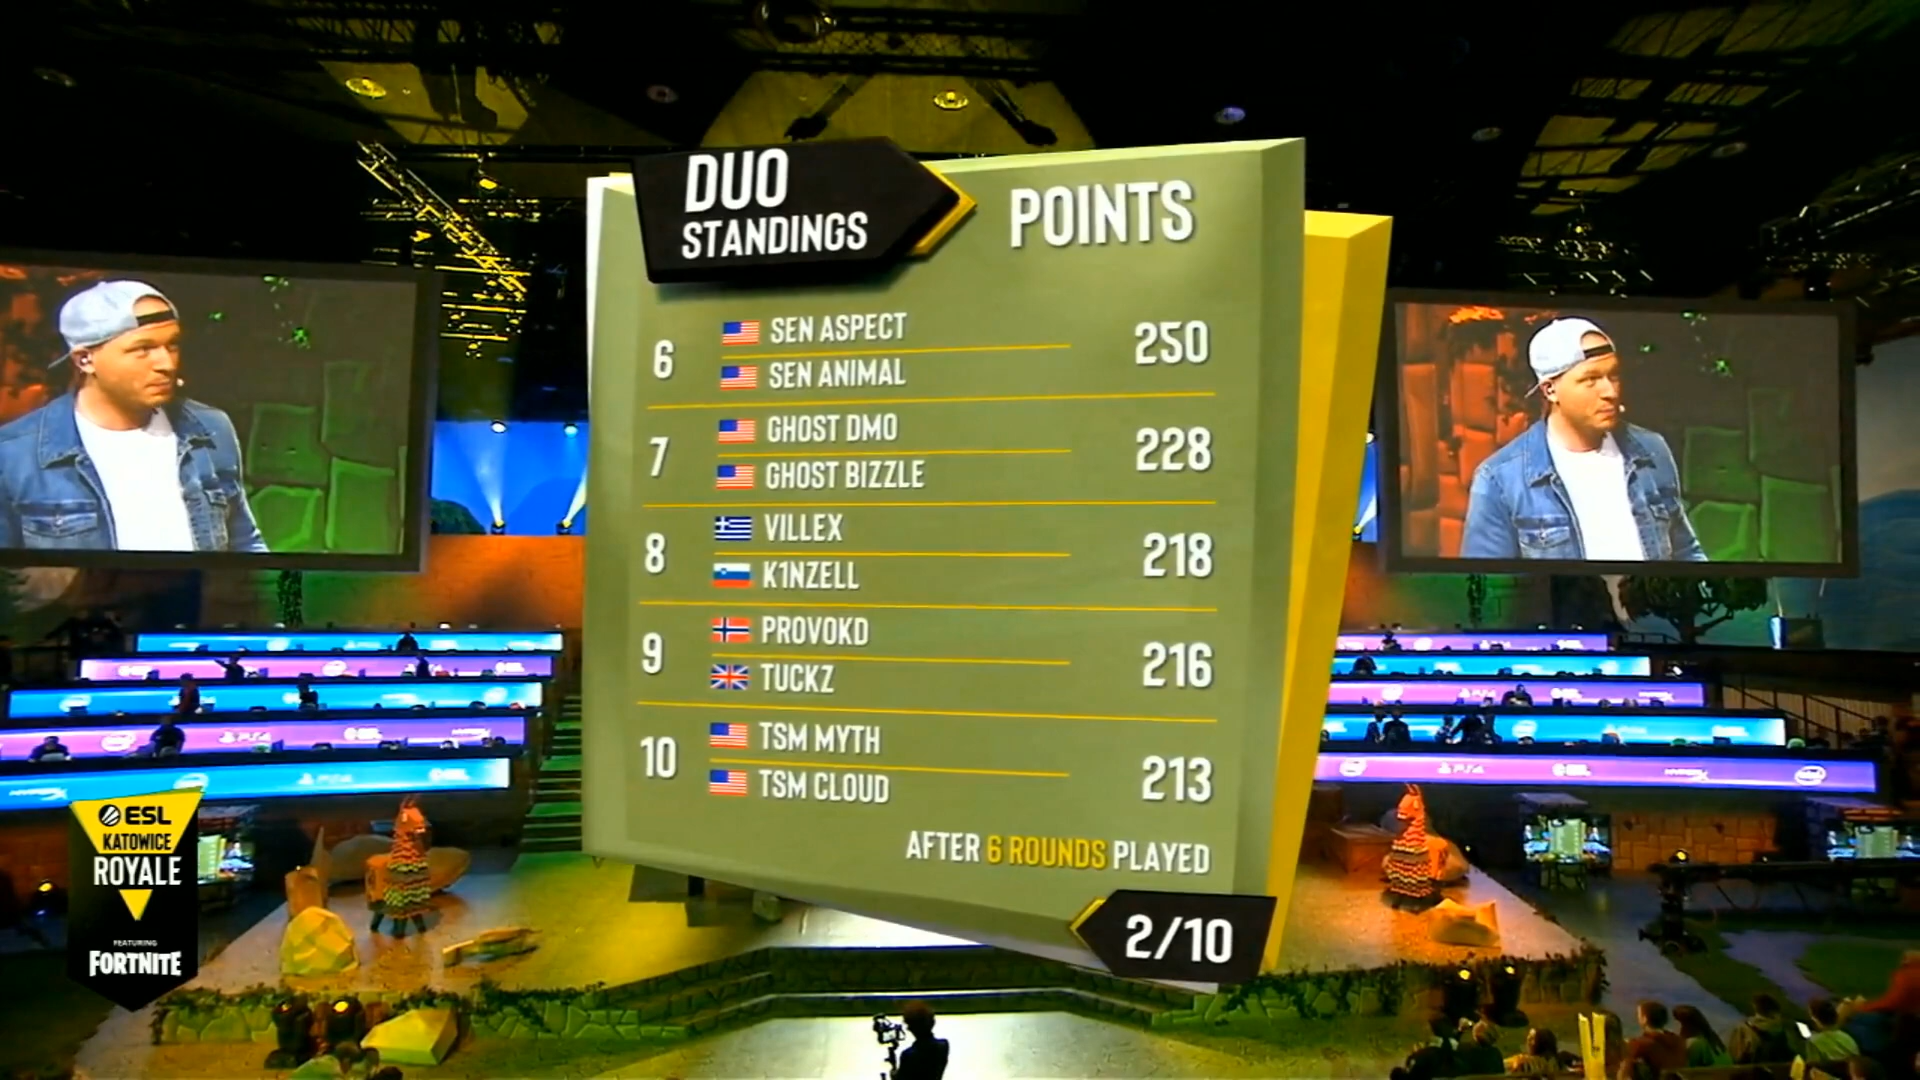 DUO
STANDINGS
POINTS
6
SEN ASPECT
SEN ANIMAL
250
7
GHOST DMO
GHOST BIZZLE
228
8
VILLEX
K1NZELL
218
9
PROVOKD
TUCKZ
216
10
TSM MYTH
TSM CLOUD
213
AFTER 6 ROUNDS PLAYED
2/10
ESL
KATOWICE
ROYALE
FEATURING
FORTNITE